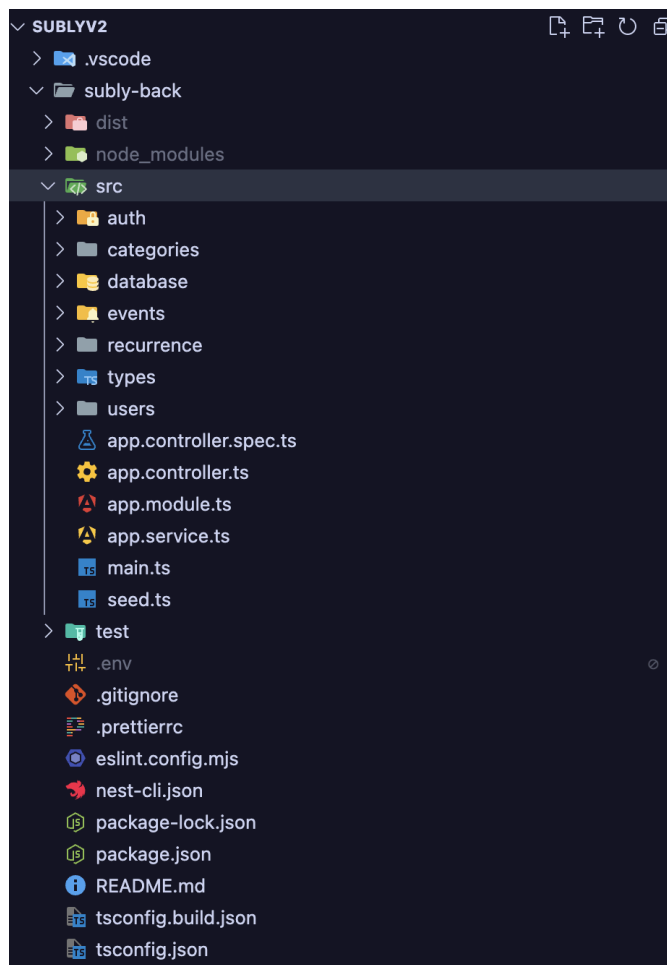 SUBLYV2
.vscode
subly-back
dist
node_modules
src
auth
categories
database
events
recurrence
types
users
app.controller.spec.ts
app.controller.ts
app.module.ts
app.service.ts
main.ts
seed.ts
test
.env
.gitignore
.prettierrc
eslint.config.mjs
nest-cli.json
package-lock.json
package.json
README.md
tsconfig.build.json
tsconfig.json